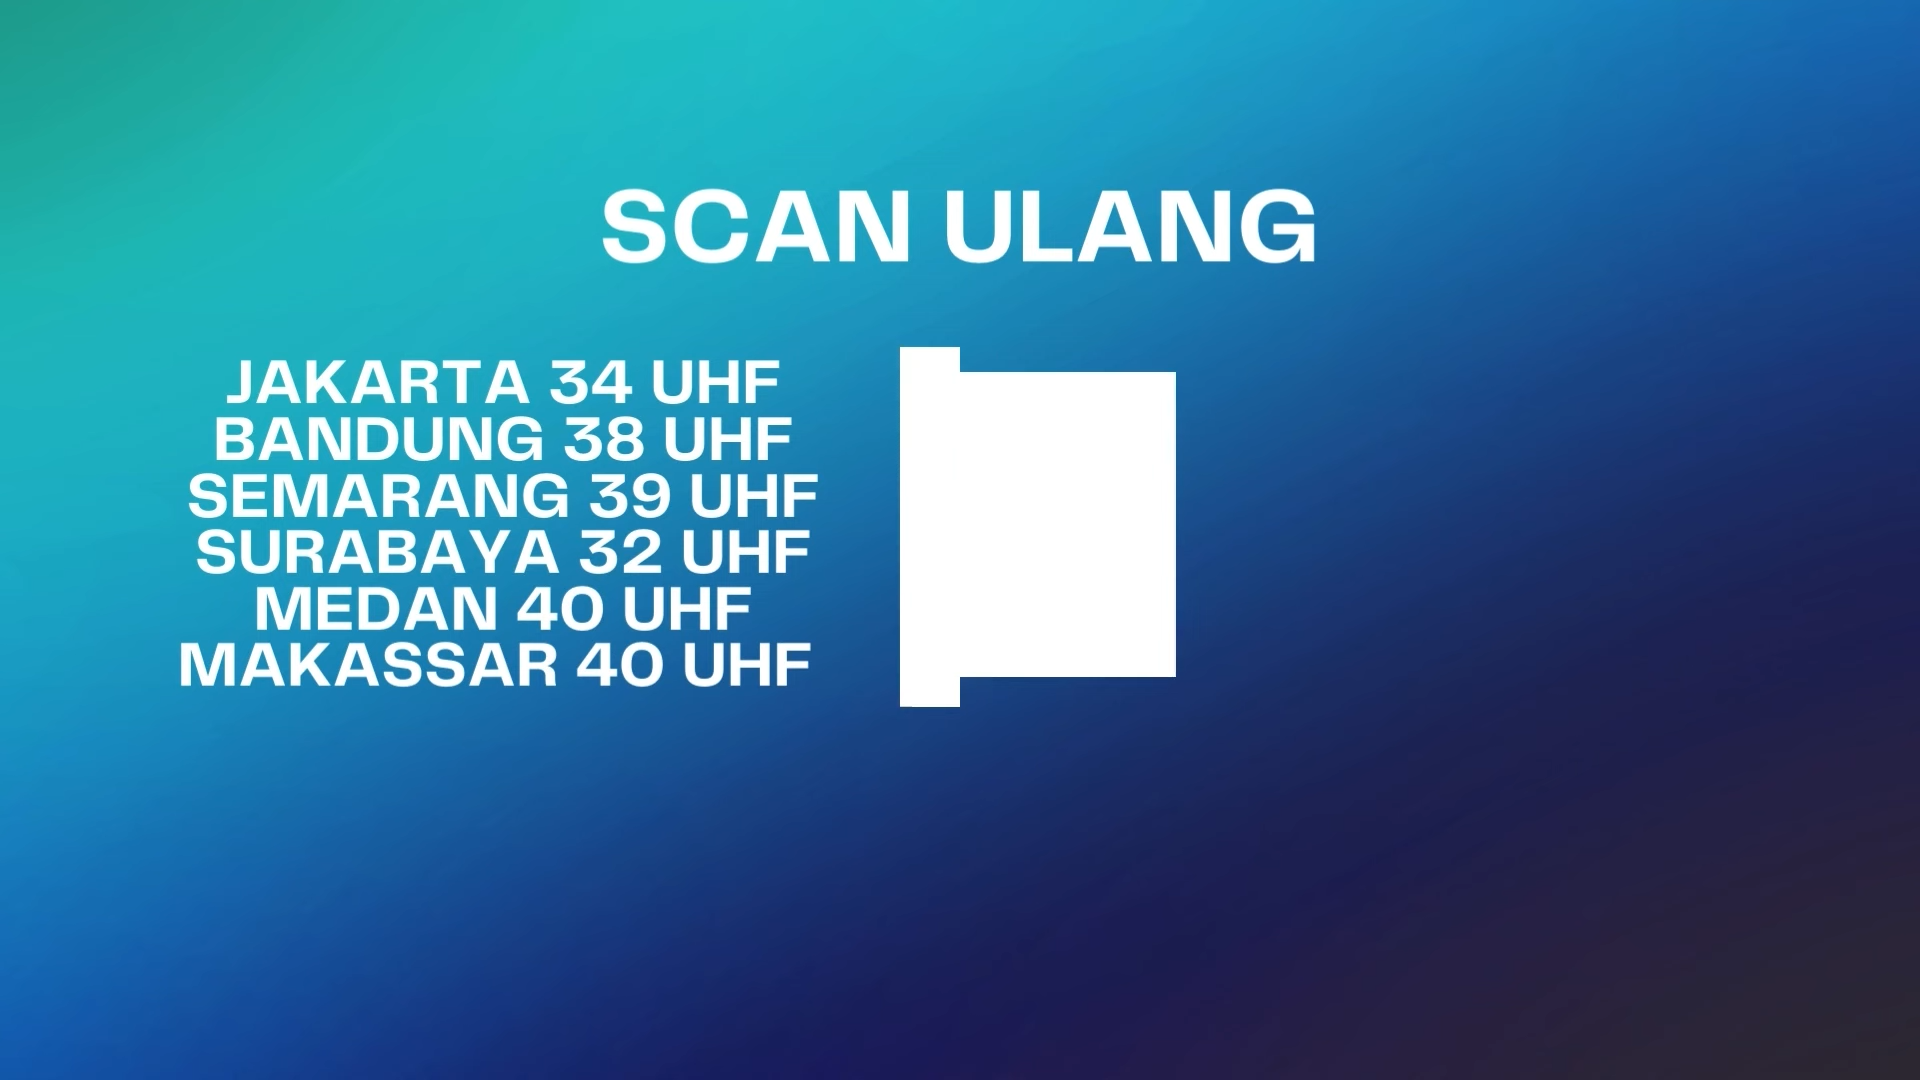 SCAN ULANG
JAKARTA 34 UHF
BANDUNG 38 UHF
SEMARANG 39 UHF
SURABAYA 32 UHF
MEDAN 40 UHF
MAKASSAR 40 UHF